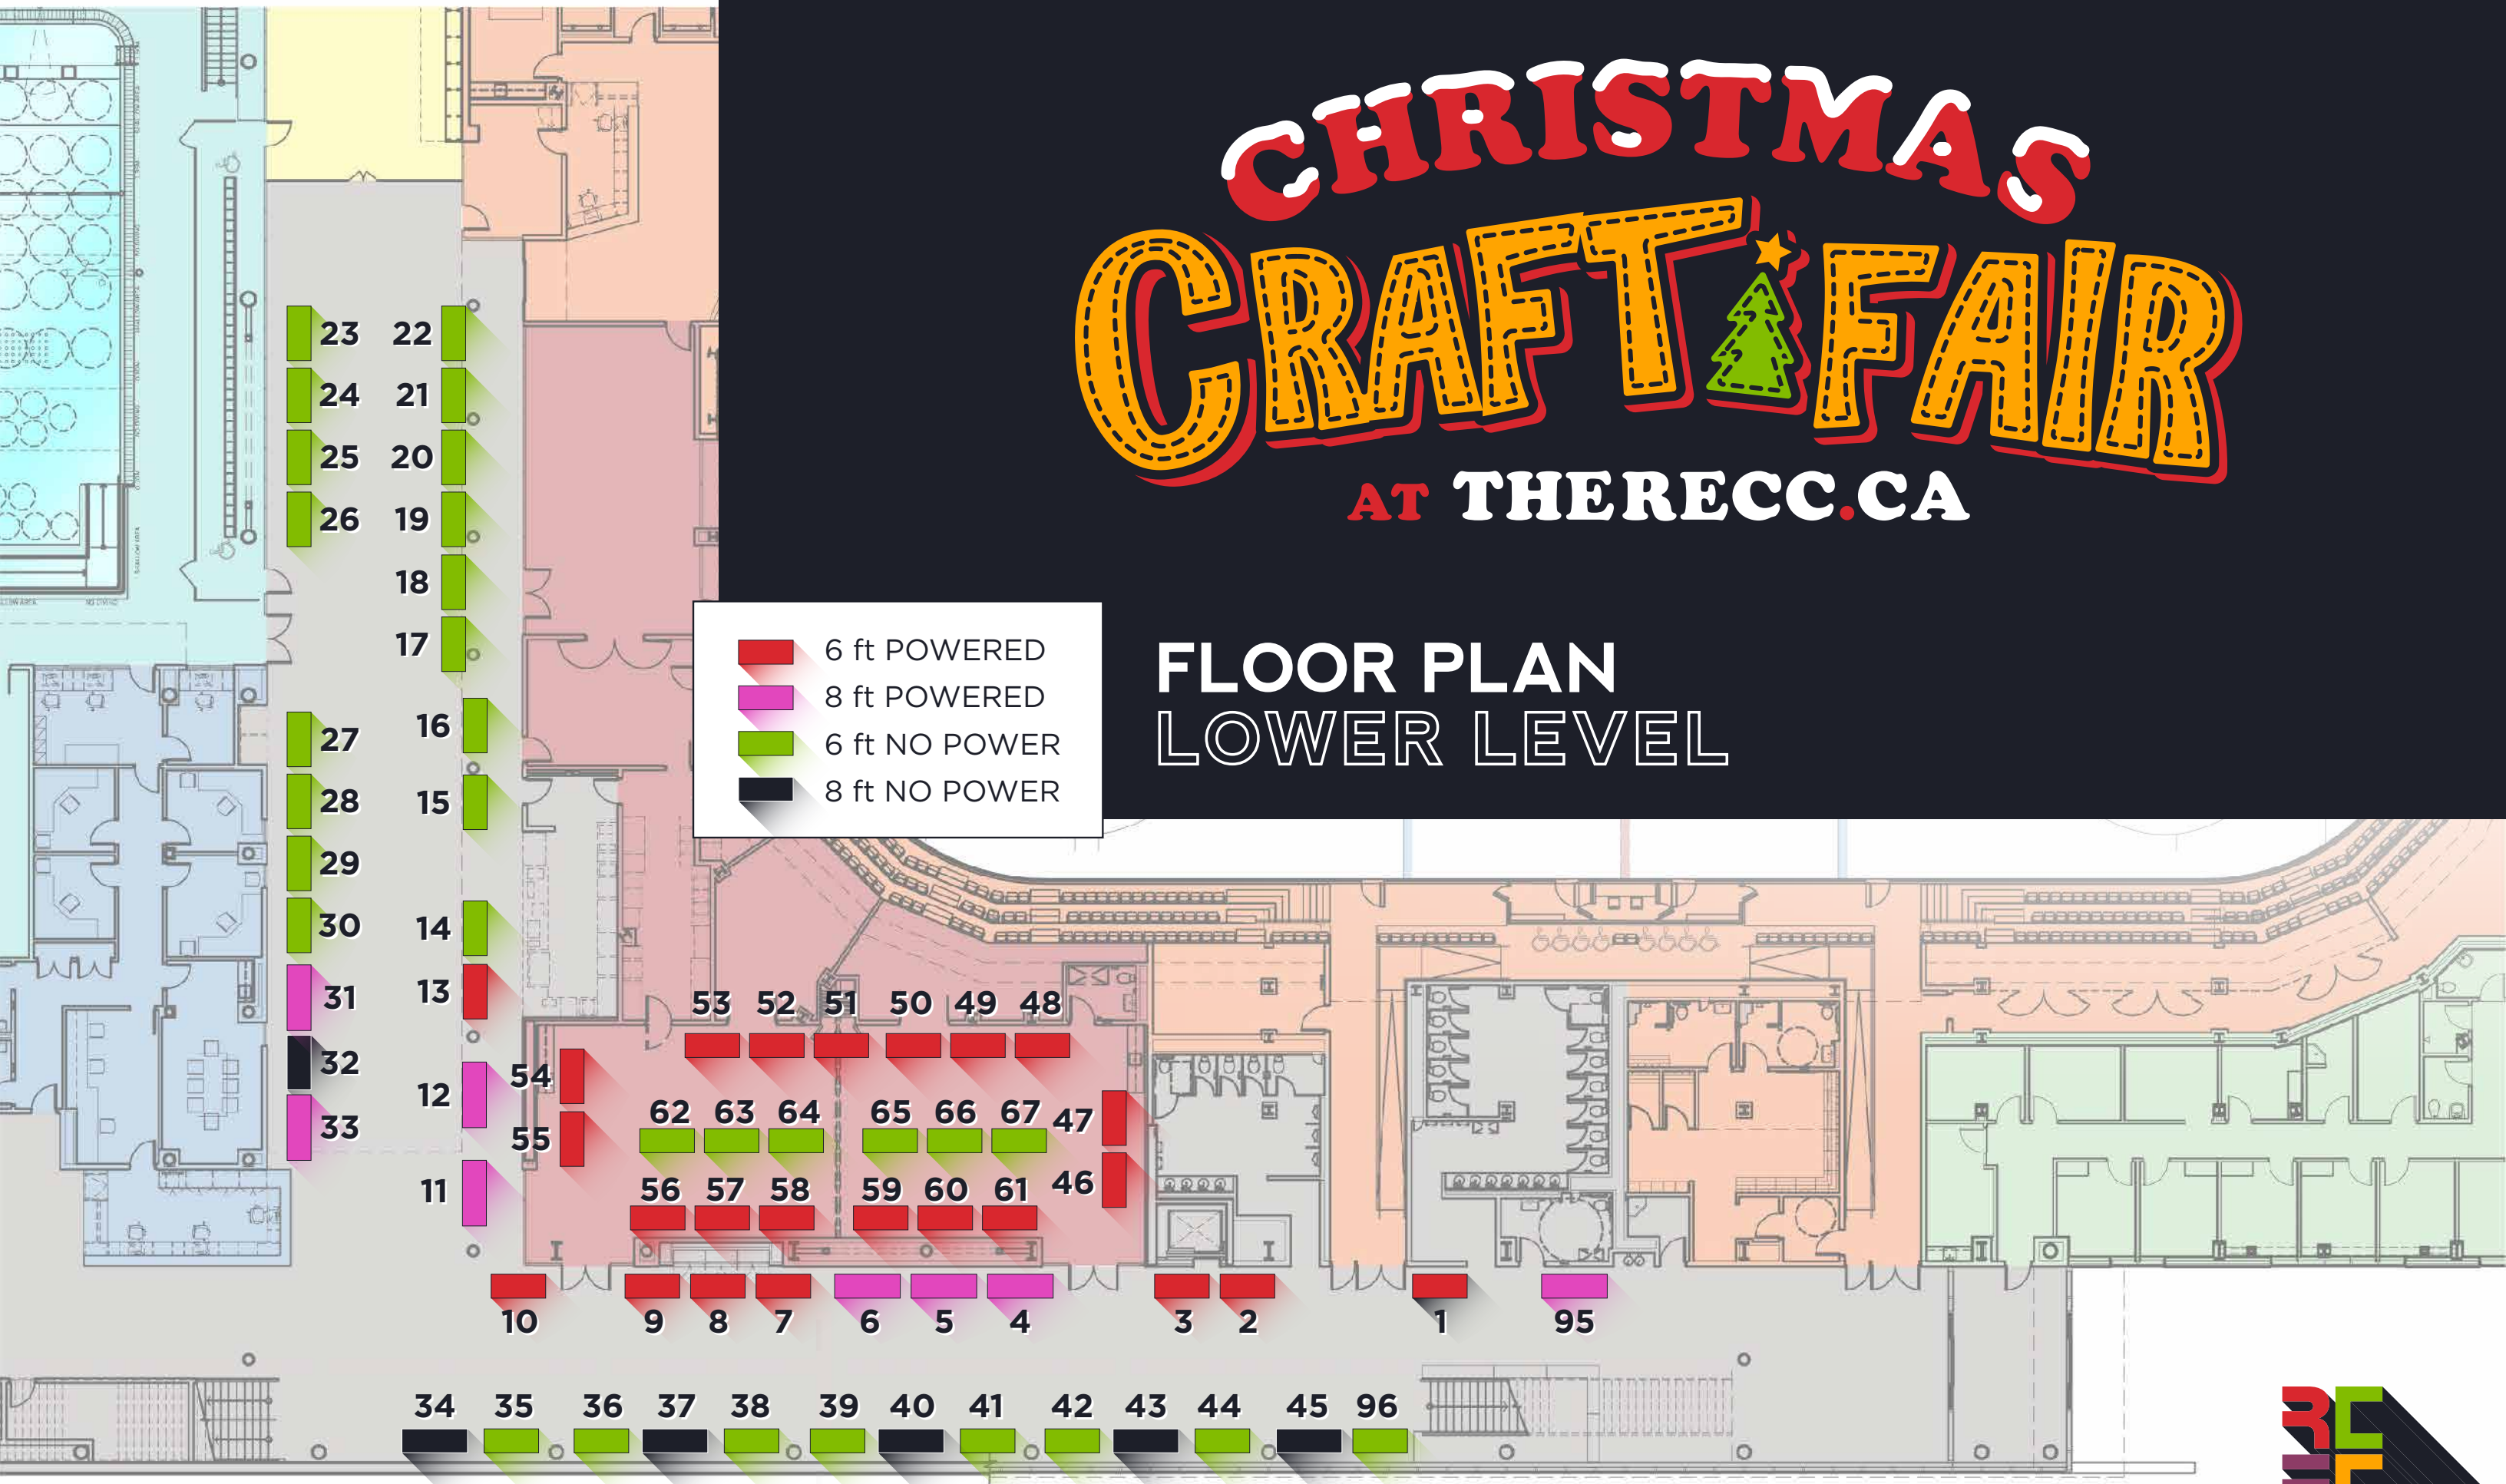 CHRISTMAS
CRAFT FAIR
AT THERECC.CA
FLOOR PLAN
LOWER LEVEL
6 ft POWERED
8 ft POWERED
6 ft NO POWER
8 ft NO POWER
23 22
24 21
25 20
26 19
18
17
27 16
28 15
29
30 14
31 13
32 12
33 11
53 52 51 50 49 48
54
55
62 63 64 65 66 67 47
56 57 58 59 60 61 46
10 9 8 7 6 5 4 3 2 1 95
34 35 36 37 38 39 40 41 42 43 44 45 96
RC